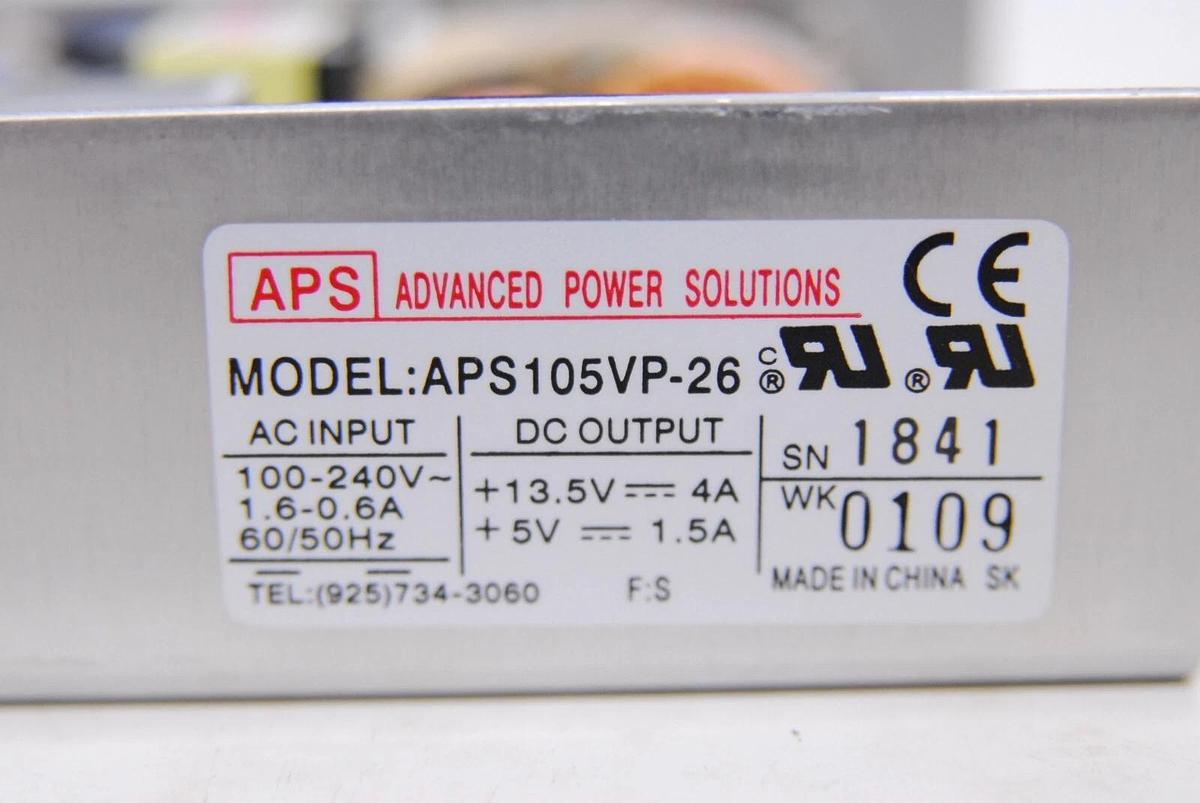 APS ADVANCED POWER SOLUTIONS
CE
MODEL:APS105VP-26 C ® RU ® RU
AC INPUT
100-240V~
1.6-0.6A
60/50Hz
DC OUTPUT
+13.5V ⎓ 4A
+5V ⎓ 1.5A
SN 1841
WK 0109
TEL:(925)734-3060 F:S MADE IN CHINA SK